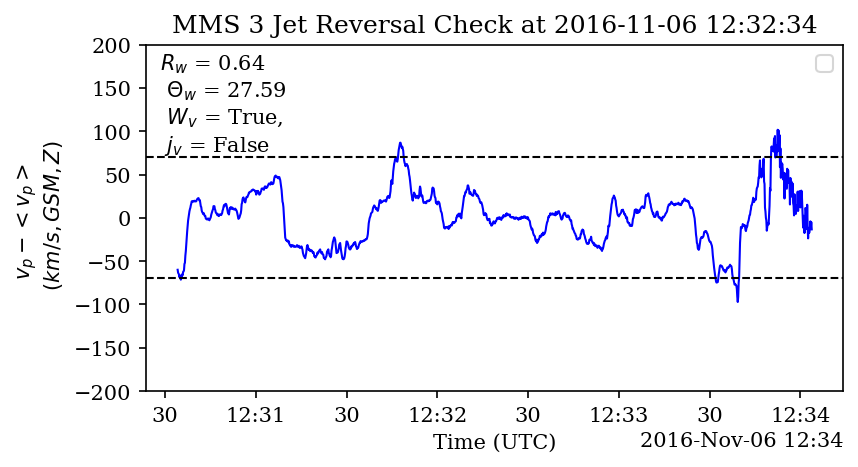 MMS 3 Jet Reversal Check at 2016-11-06 12:32:34
R_w = 0.64
Θ_w = 27.59
W_v = True,
j_v = False
v_p − < v_p >
(km/s, GSM, Z)
200
150
100
50
0
−50
−100
−150
−200
30 12:31 30 12:32 30 12:33 30 12:34
Time (UTC) 2016-Nov-06 12:34